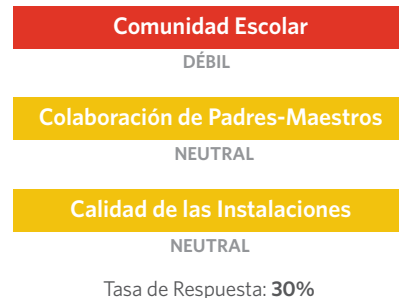 Comunidad Escolar
DÉBIL
Colaboración de Padres-Maestros
NEUTRAL
Calidad de las Instalaciones
NEUTRAL
Tasa de Respuesta: 30%